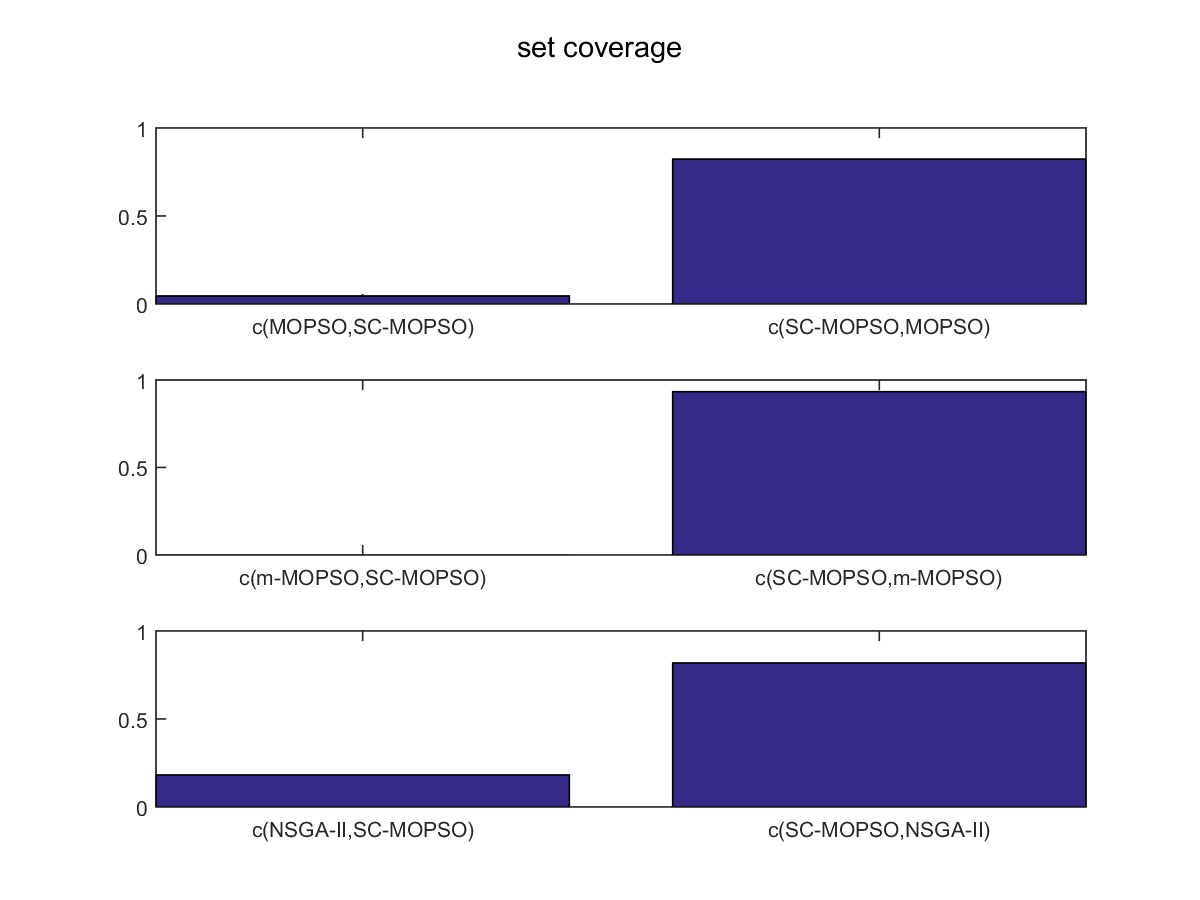 set coverage
1
0.5
0
c(MOPSO,SC-MOPSO) c(SC-MOPSO,MOPSO)
1
0.5
0
c(m-MOPSO,SC-MOPSO) c(SC-MOPSO,m-MOPSO)
1
0.5
0
c(NSGA-II,SC-MOPSO) c(SC-MOPSO,NSGA-II)